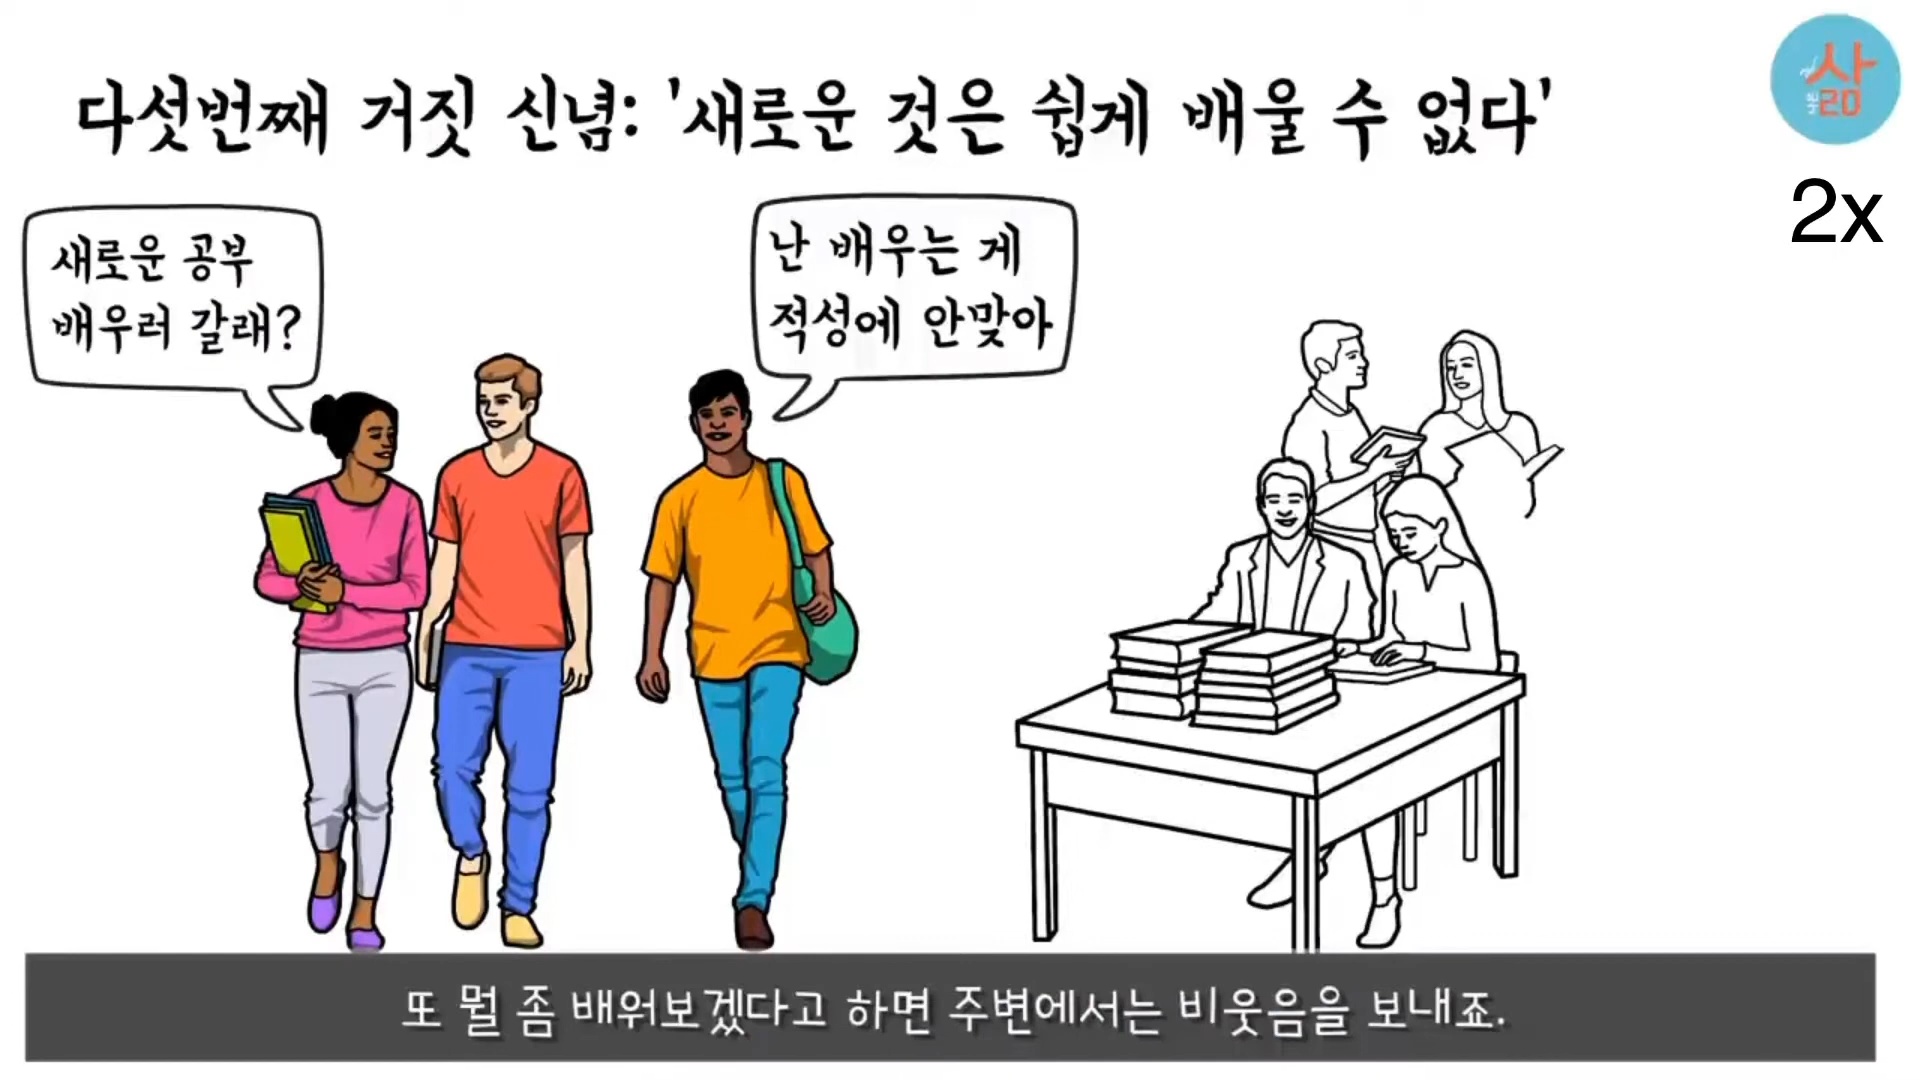 다섯번째 거짓 신념: '새로운 것은 쉽게 배울 수 없다'
삶
2x
새로운 공부
배우러 갈래?
난 배우는 게
적성에 안맞아
또 뭘 좀 배워보겠다고 하면 주변에서는 비웃음을 보내죠.